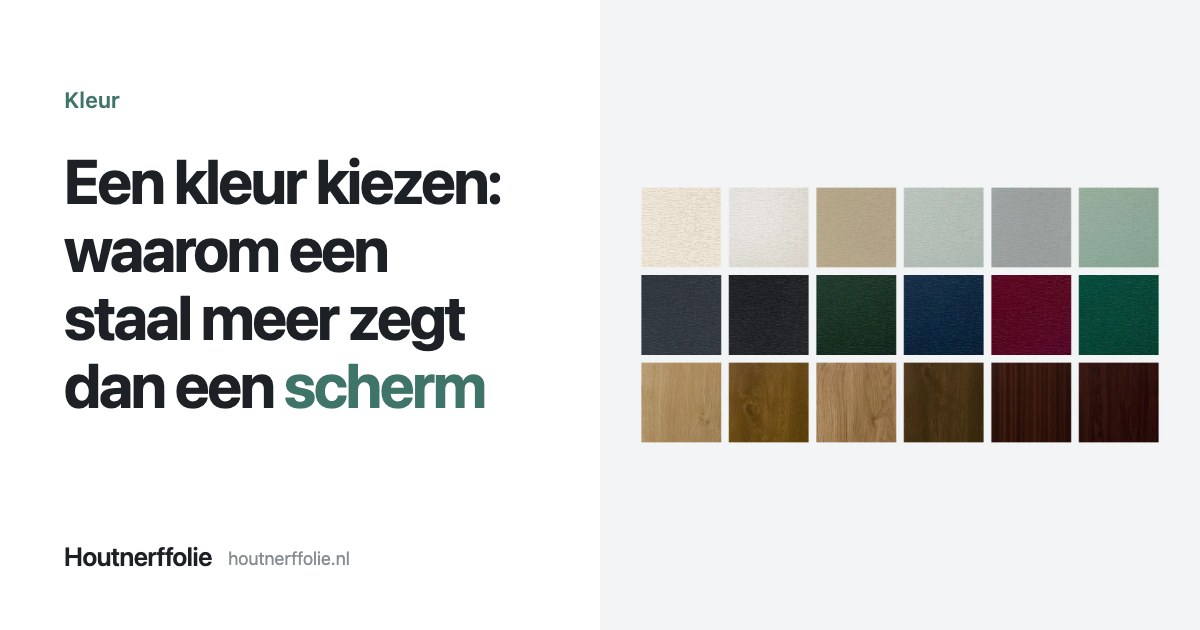 Kleur
Een kleur kiezen:
waarom een
staal meer zegt
dan een scherm
Houtnerffolie houtnerffolie.nl